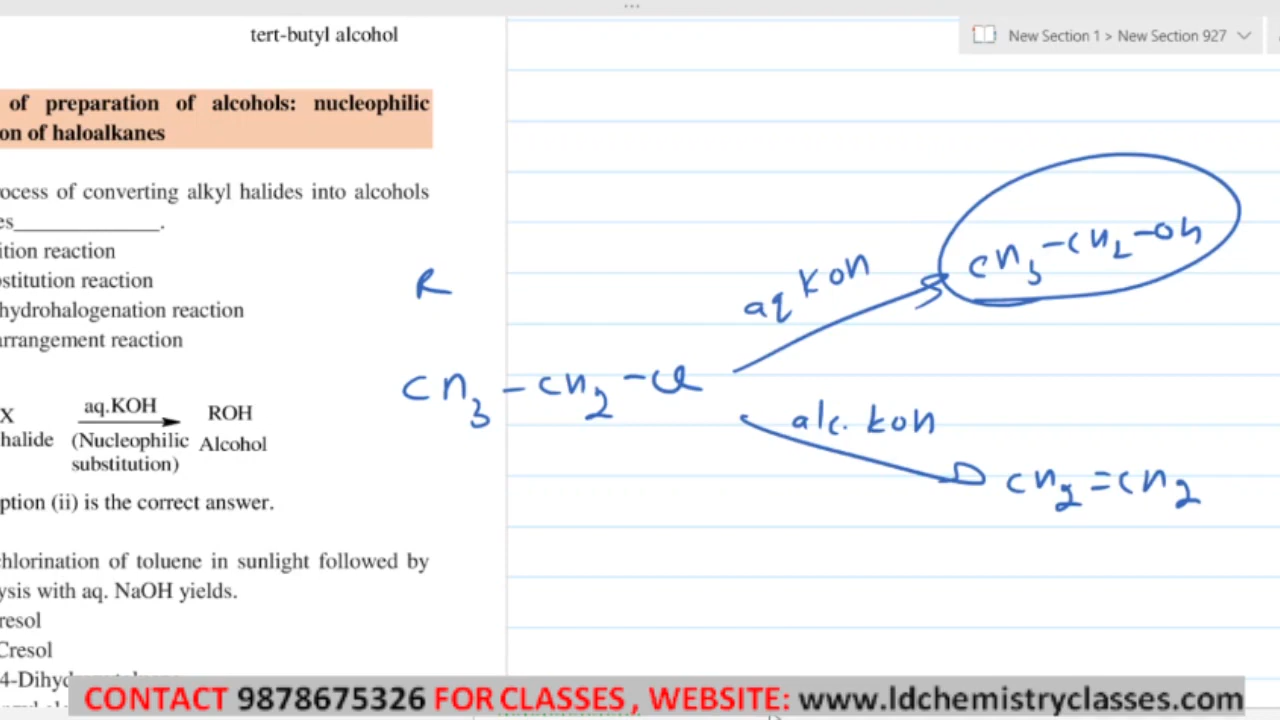 tert-butyl alcohol
New Section 1 > New Section 927
of preparation of alcohols: nucleophilic
on of haloalkanes
ocess of converting alkyl halides into alcohols
es____________.
ition reaction
ostitution reaction
hydrohalogenation reaction
arrangement reaction
X aq.KOH ROH
halide (Nucleophilic Alcohol
substitution)
ption (ii) is the correct answer.
chlorination of toluene in sunlight followed by
ysis with aq. NaOH yields.
resol
Cresol
R
CH3-CH2-Cl
aq KOH
CH3-CH2-OH
alc. KOH
CH2=CH2
CONTACT 9878675326 FOR CLASSES , WEBSITE: www.ldchemistryclasses.com